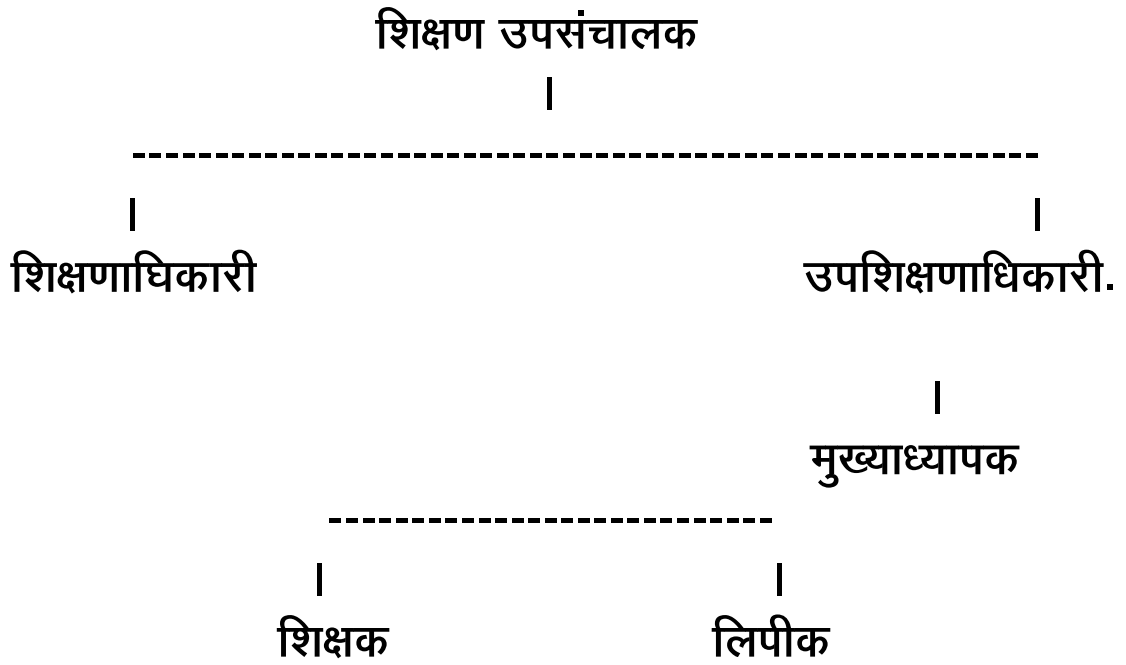 शिक्षण उपसंचालक
शिक्षणाघिकारी उपशिक्षणाधिकारी.
मुख्याध्यापक
शिक्षक लिपीक